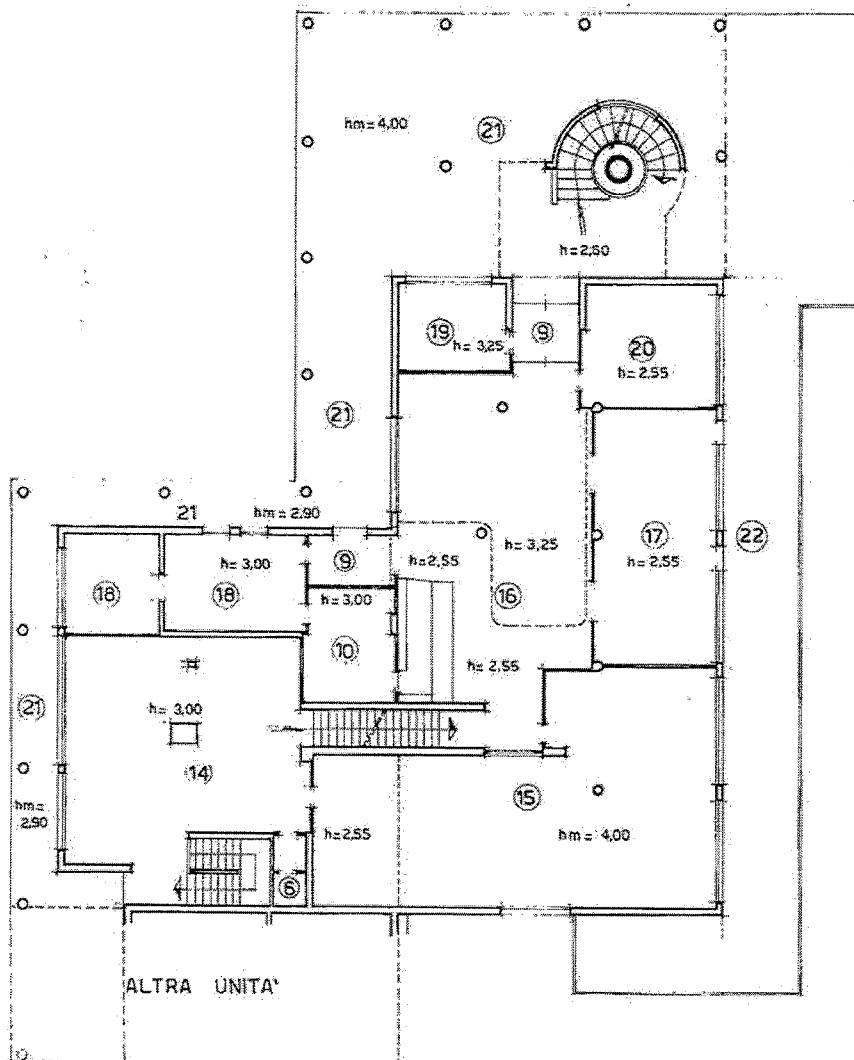 hm= 4,00
21
h= 2,60
19
h= 3,25
9
20
h= 2,55
21
21
hm= 2,90
h= 3,00
9
h=2,55
h= 3,25
17
h= 2,55
22
18
18
h= 3,00
16
10
h= 2,55
21
h= 3,00
14
15
hm=
2,90
h=2,55
hm= 4,00
6
ALTRA UNITA'